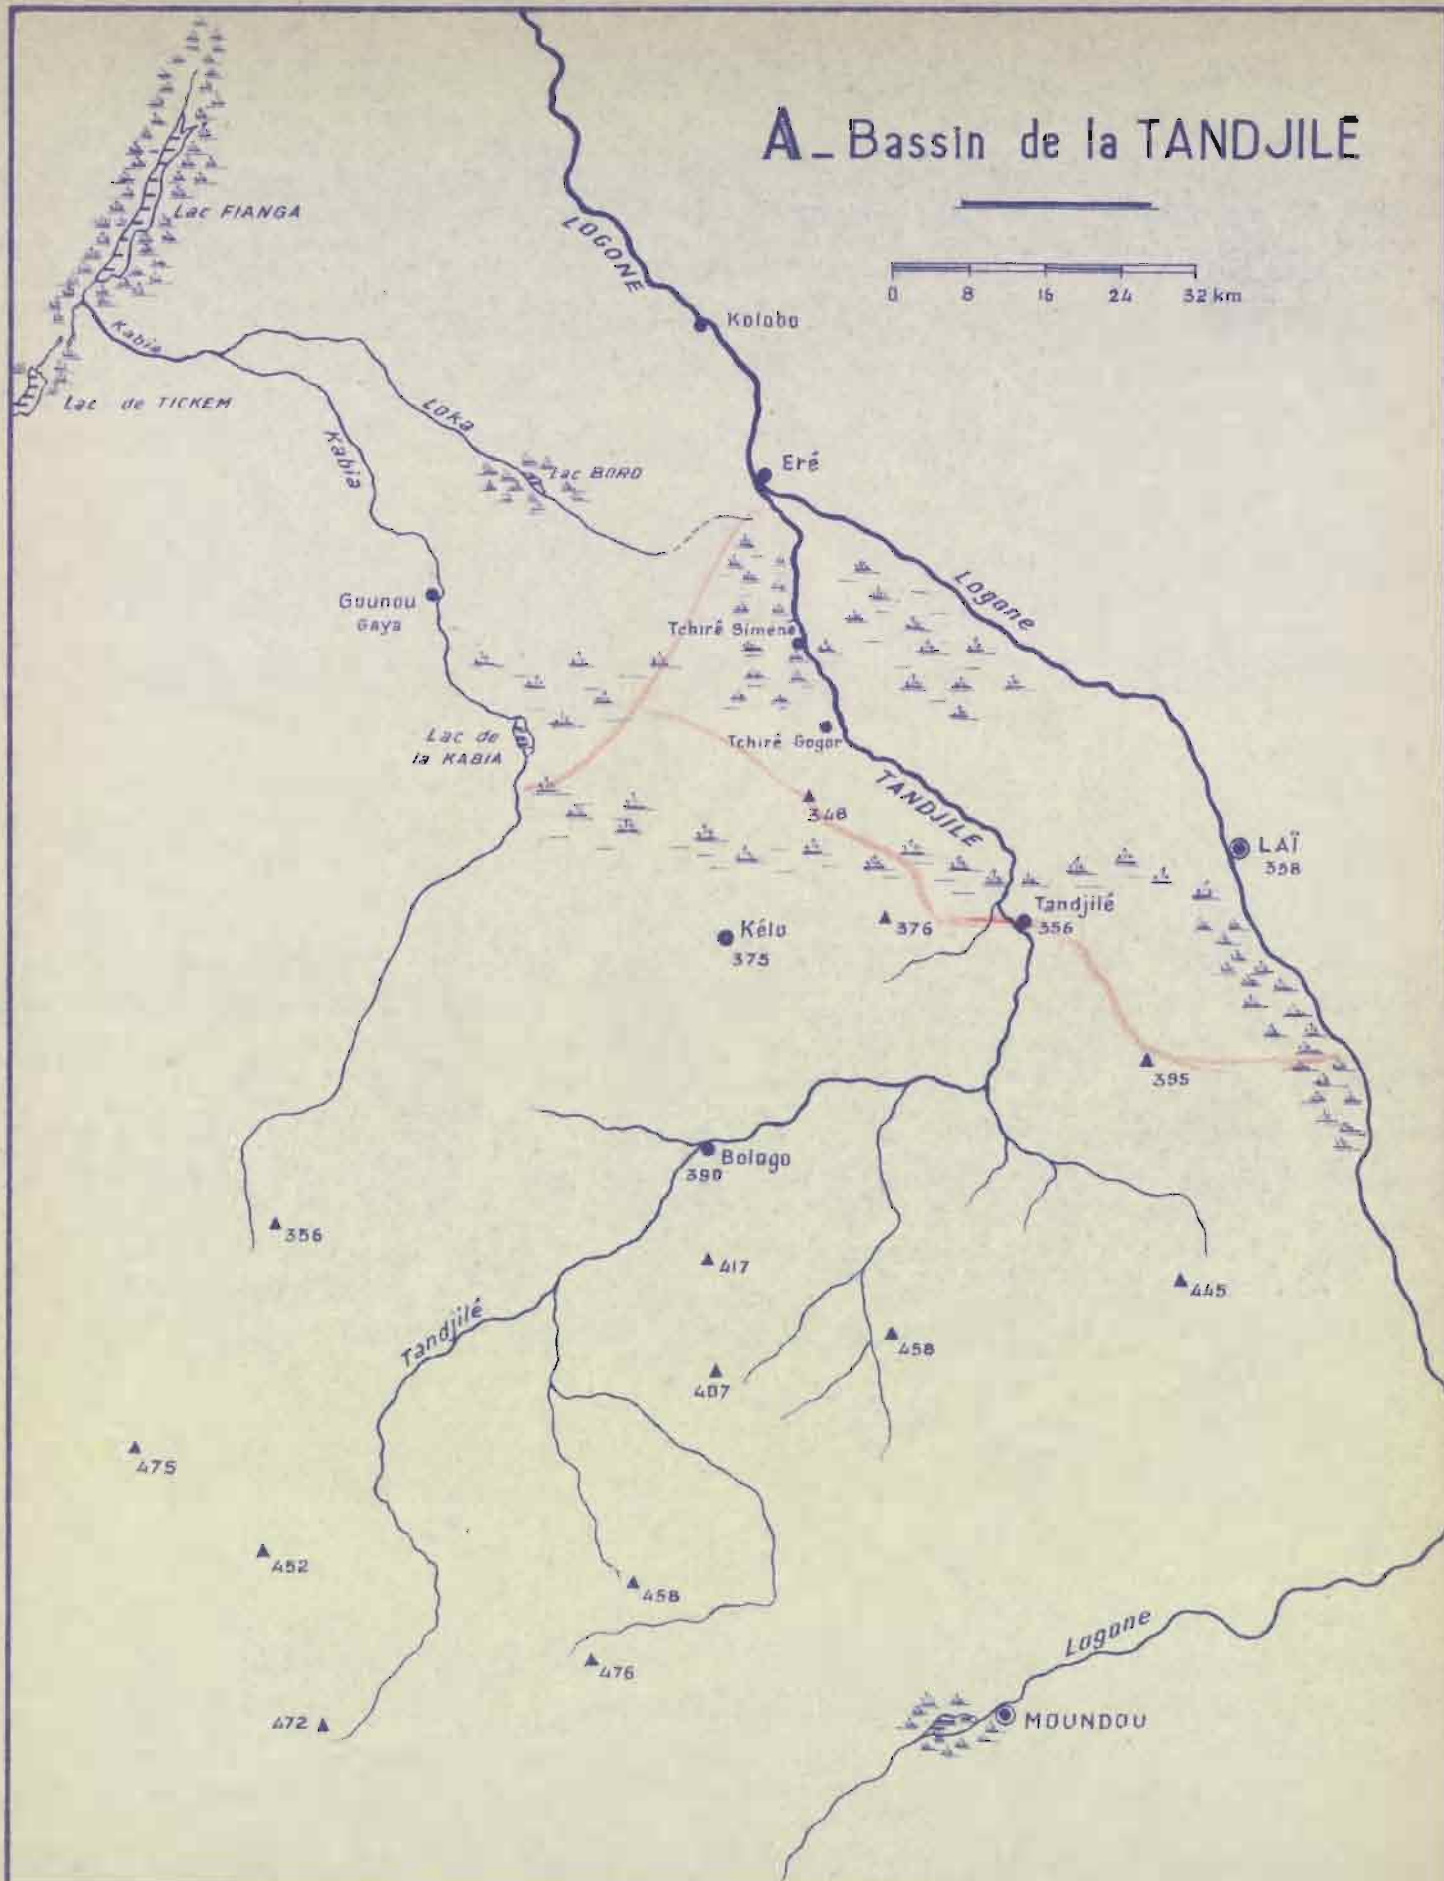 A_Bassin de la TANDJILE
0 8 16 24 32 km
Lac FIANGA
LOGONE
Kolobo
Kabia
Lac de TICKEM
Loka
Kabia
Lac BORO
Eré
Logone
Gounou
Gaya
Tchiré Simene
Lac de
la KABIA
Tchiré Gogor
TANDJILE
348
LAÏ
358
Tandjilé
356
376
Kélo
375
395
Bologo
390
356
417
445
Tandjilé
458
407
475
452
458
476
472
Logone
MOUNDOU